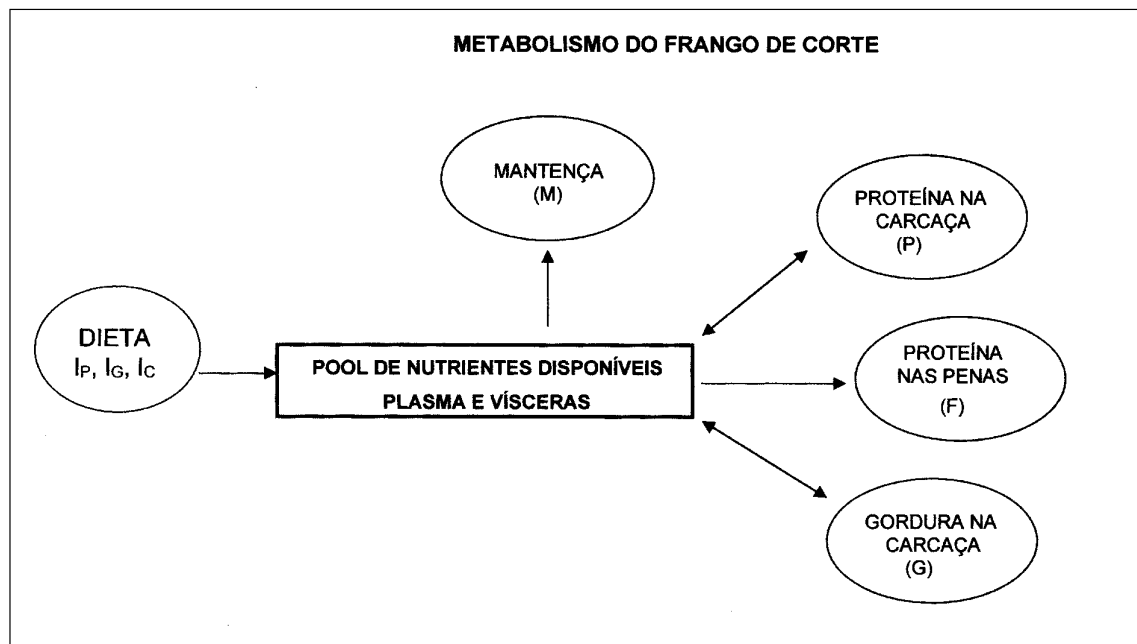 METABOLISMO DO FRANGO DE CORTE
MANTENÇA
(M)
PROTEÍNA NA
CARCAÇA
(P)
DIETA
IP, IG, IC
POOL DE NUTRIENTES DISPONÍVEIS
PLASMA E VÍSCERAS
PROTEÍNA
NAS PENAS
(F)
GORDURA NA
CARCAÇA
(G)